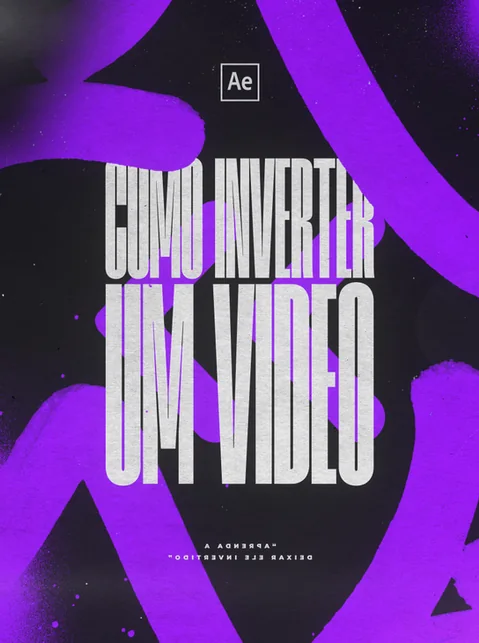 Ae
COMO INVERTER
UM VIDEO
"APRENDA A
DEIXAR ELE INVERTIDO"